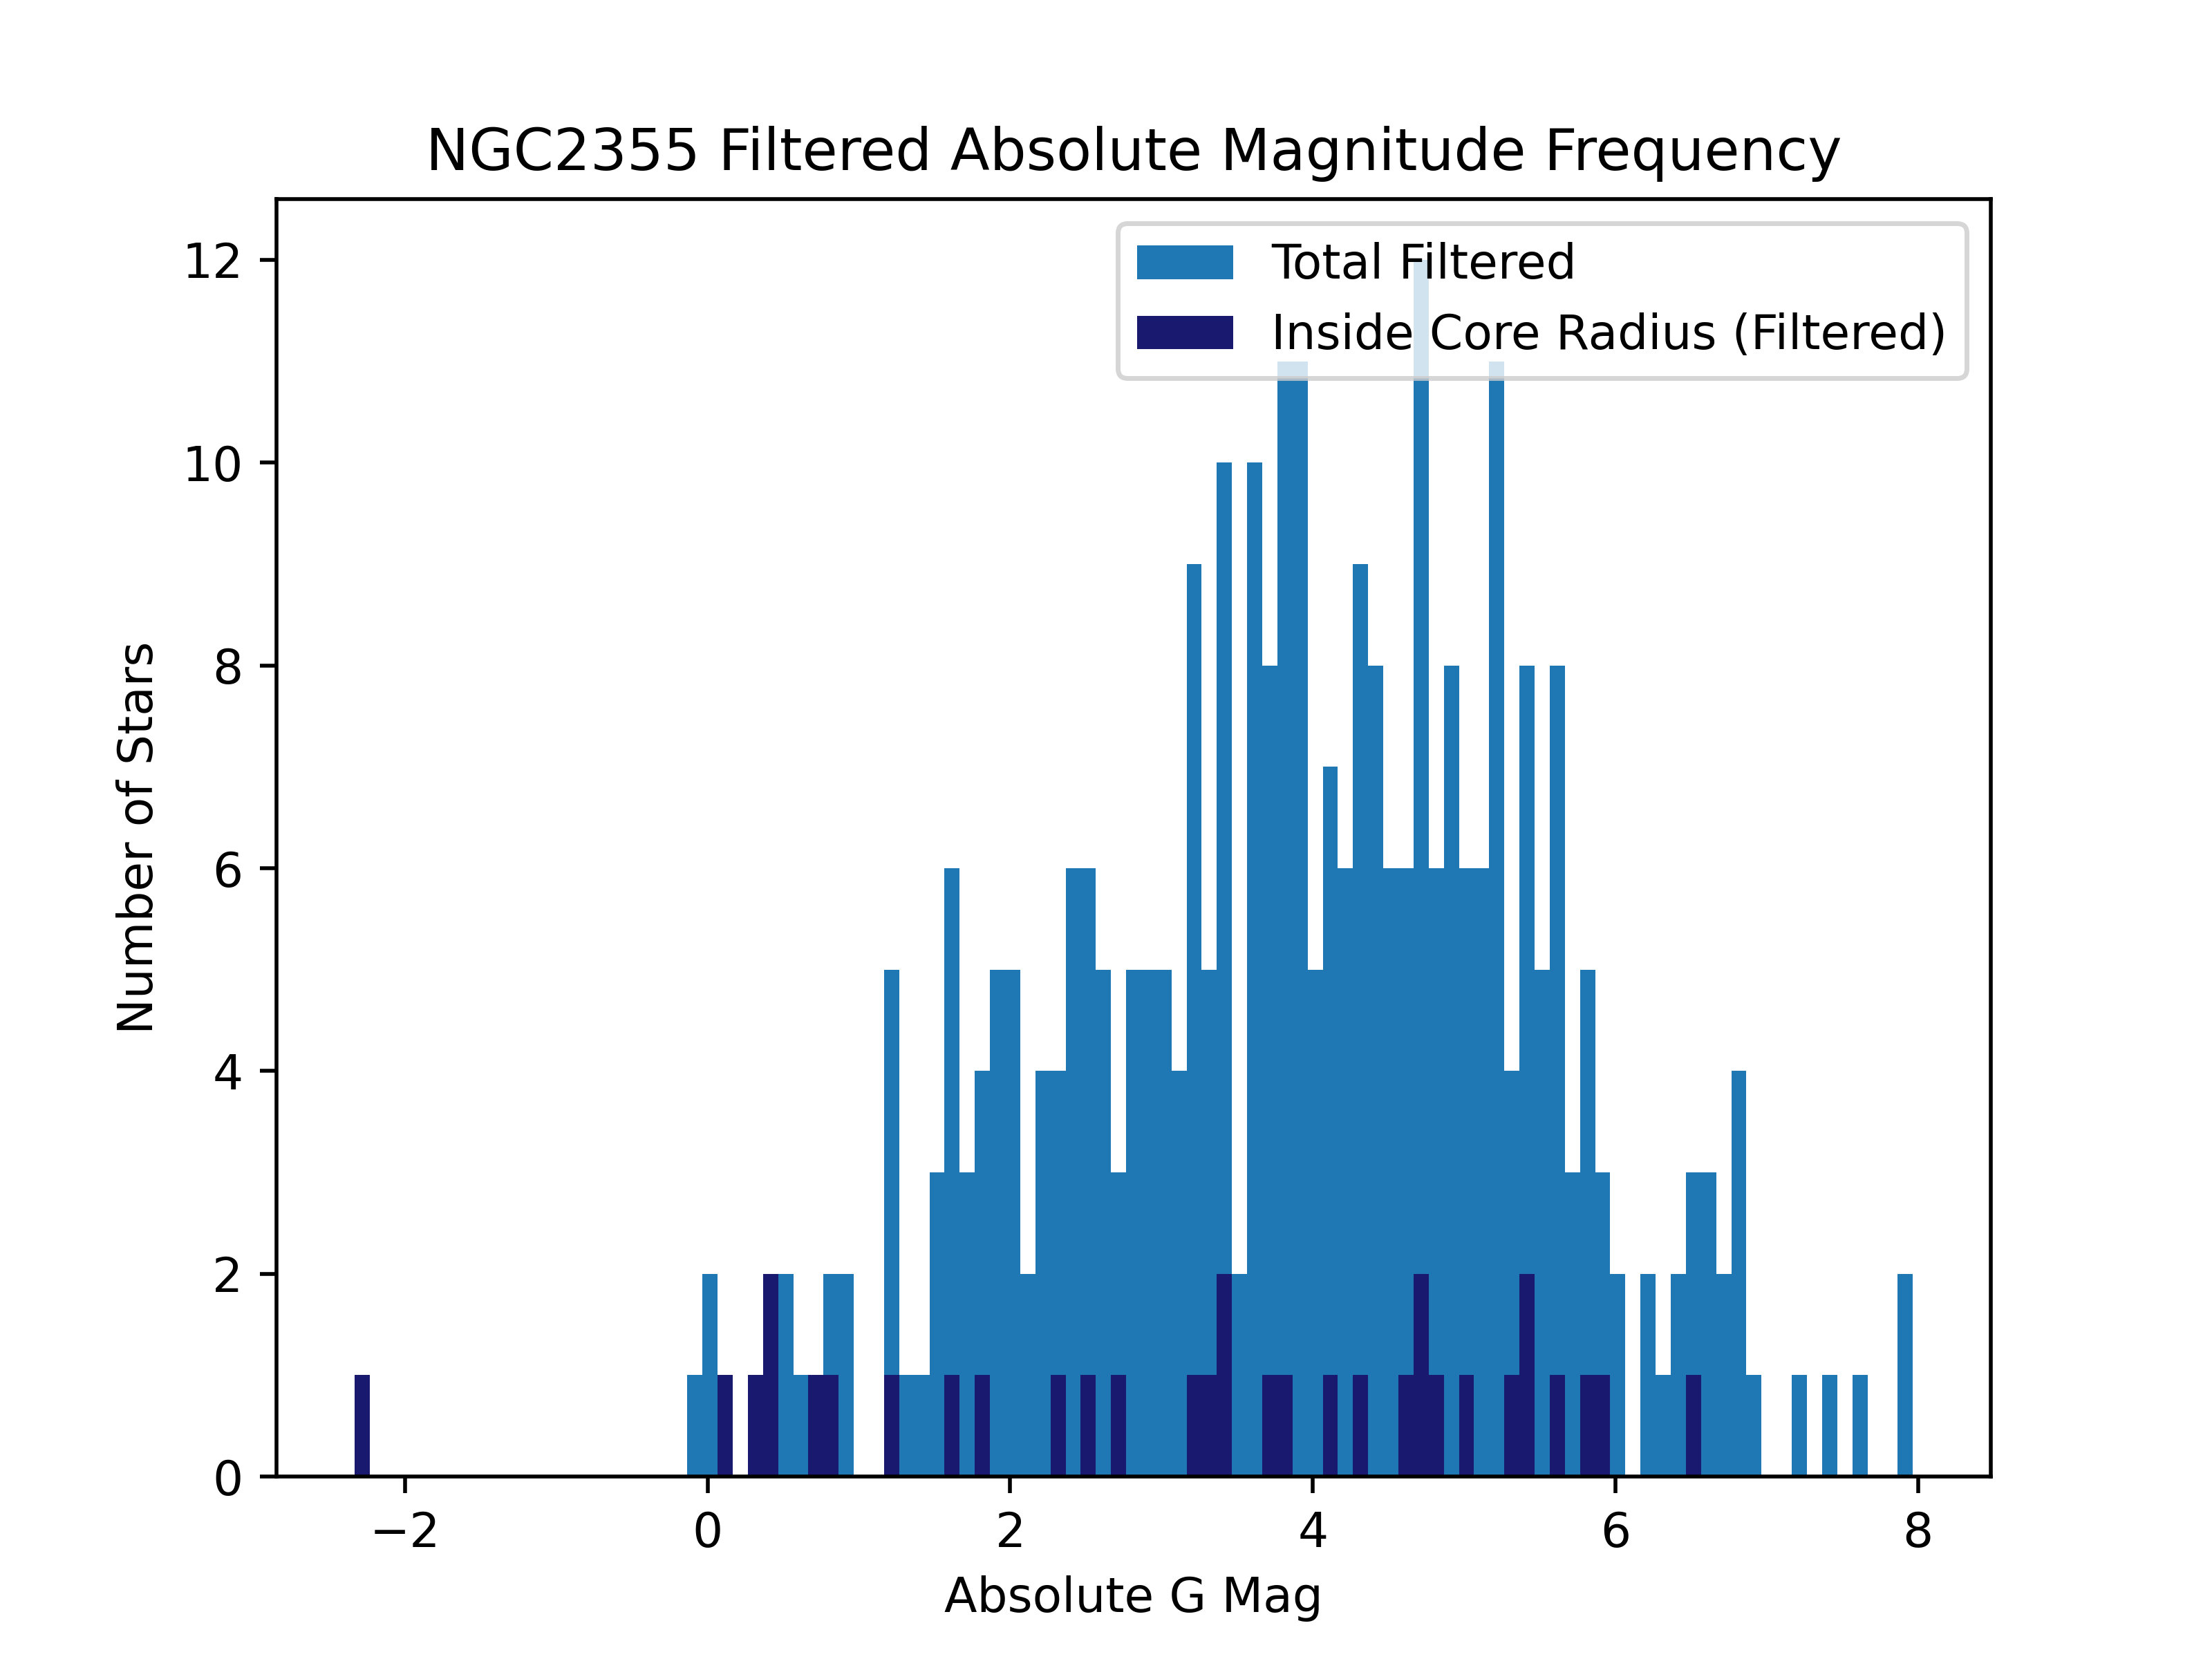 NGC2355 Filtered Absolute Magnitude Frequency
Total Filtered
Inside Core Radius (Filtered)
12
10
8
6
4
2
0
Number of Stars
−2 0 2 4 6 8
Absolute G Mag